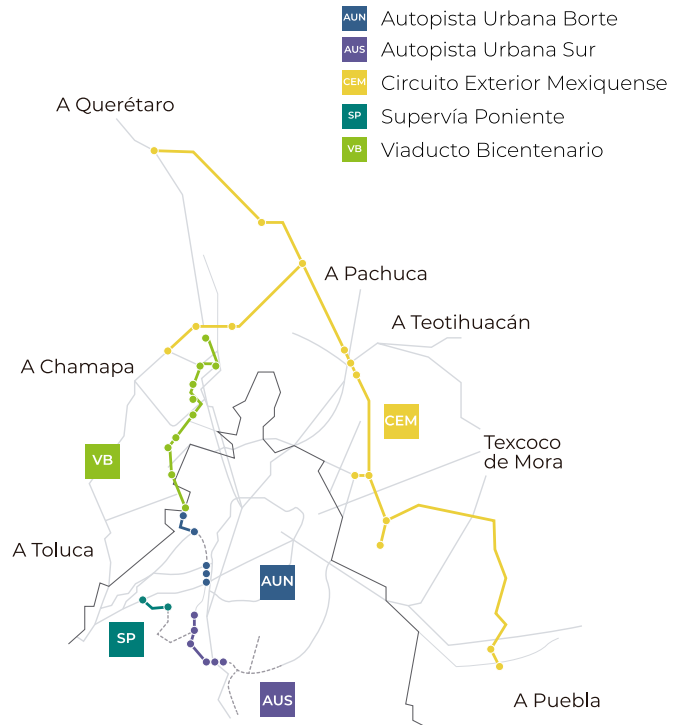 AUN Autopista Urbana Borte
AUS Autopista Urbana Sur
CEM Circuito Exterior Mexiquense
SP Supervía Poniente
VB Viaducto Bicentenario
A Querétaro
A Pachuca
A Teotihuacán
A Chamapa
CEM
Texcoco
de Mora
VB
A Toluca
AUN
SP
AUS
A Puebla